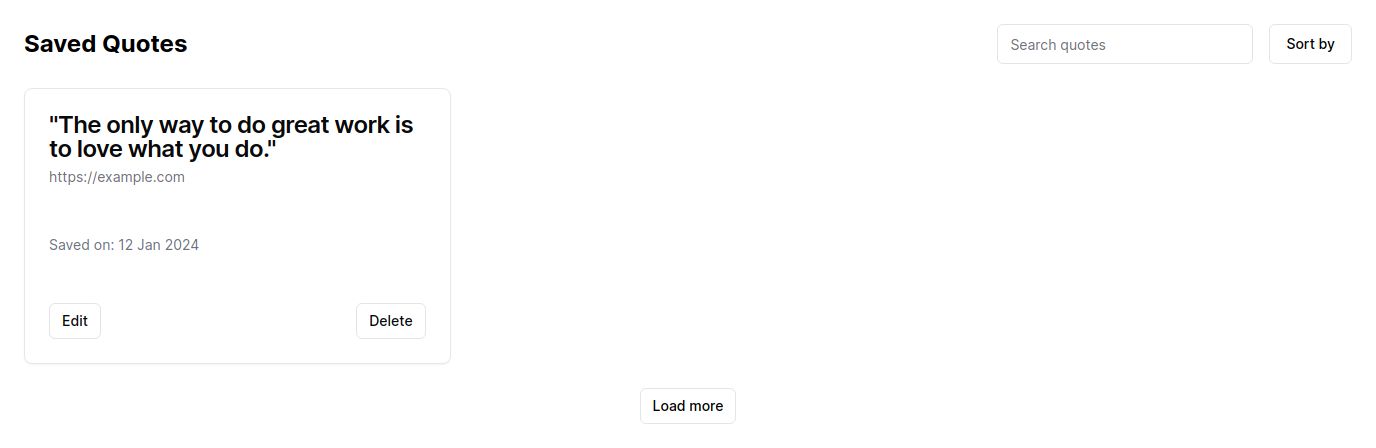 Saved Quotes
Search quotes
Sort by
"The only way to do great work is
to love what you do."
https://example.com
Saved on: 12 Jan 2024
Edit
Delete
Load more